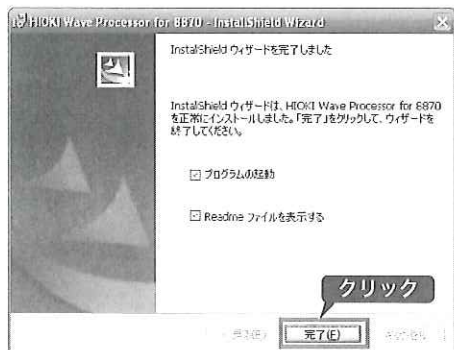 HIOKI Wave Processor for 8870 - InstallShield Wizard
InstallShield ウィザードを完了しました
InstallShield ウィザードは、HIOKI Wave Processor for 8870
を正常にインストールしました。「完了」をクリックして、ウィザードを
終了してください。
プログラムの起動
Readme ファイルを表示する
クリック
完了(F)